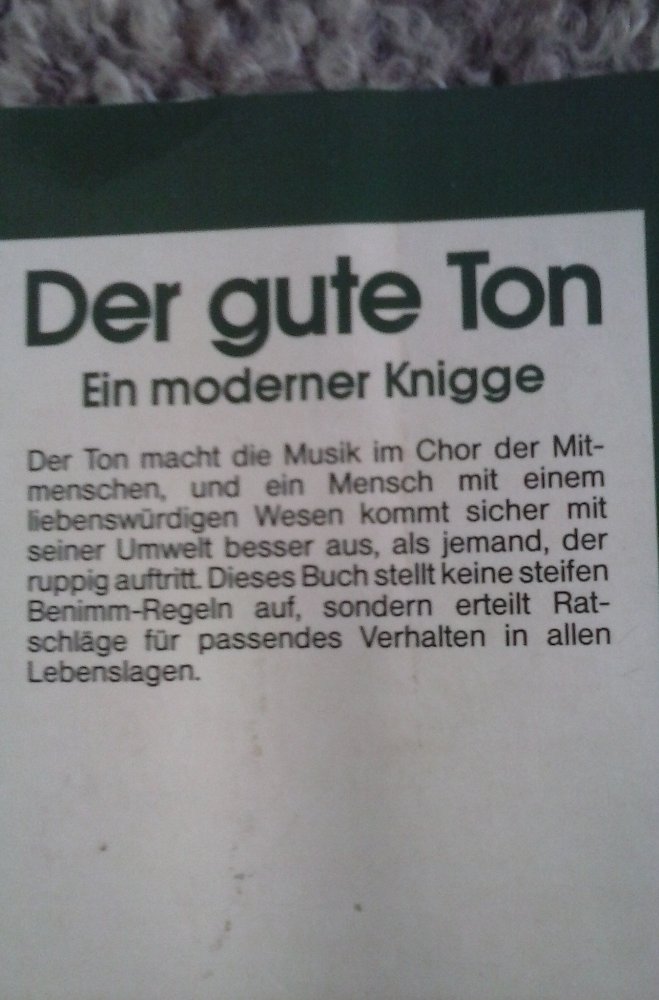 Der gute Ton
Ein moderner Knigge
Der Ton macht die Musik im Chor der Mit-
menschen, und ein Mensch mit einem
liebenswürdigen Wesen kommt sicher mit
seiner Umwelt besser aus, als jemand, der
ruppig auftritt. Dieses Buch stellt keine steifen
Benimm-Regeln auf, sondern erteilt Rat-
schläge für passendes Verhalten in allen
Lebenslagen.